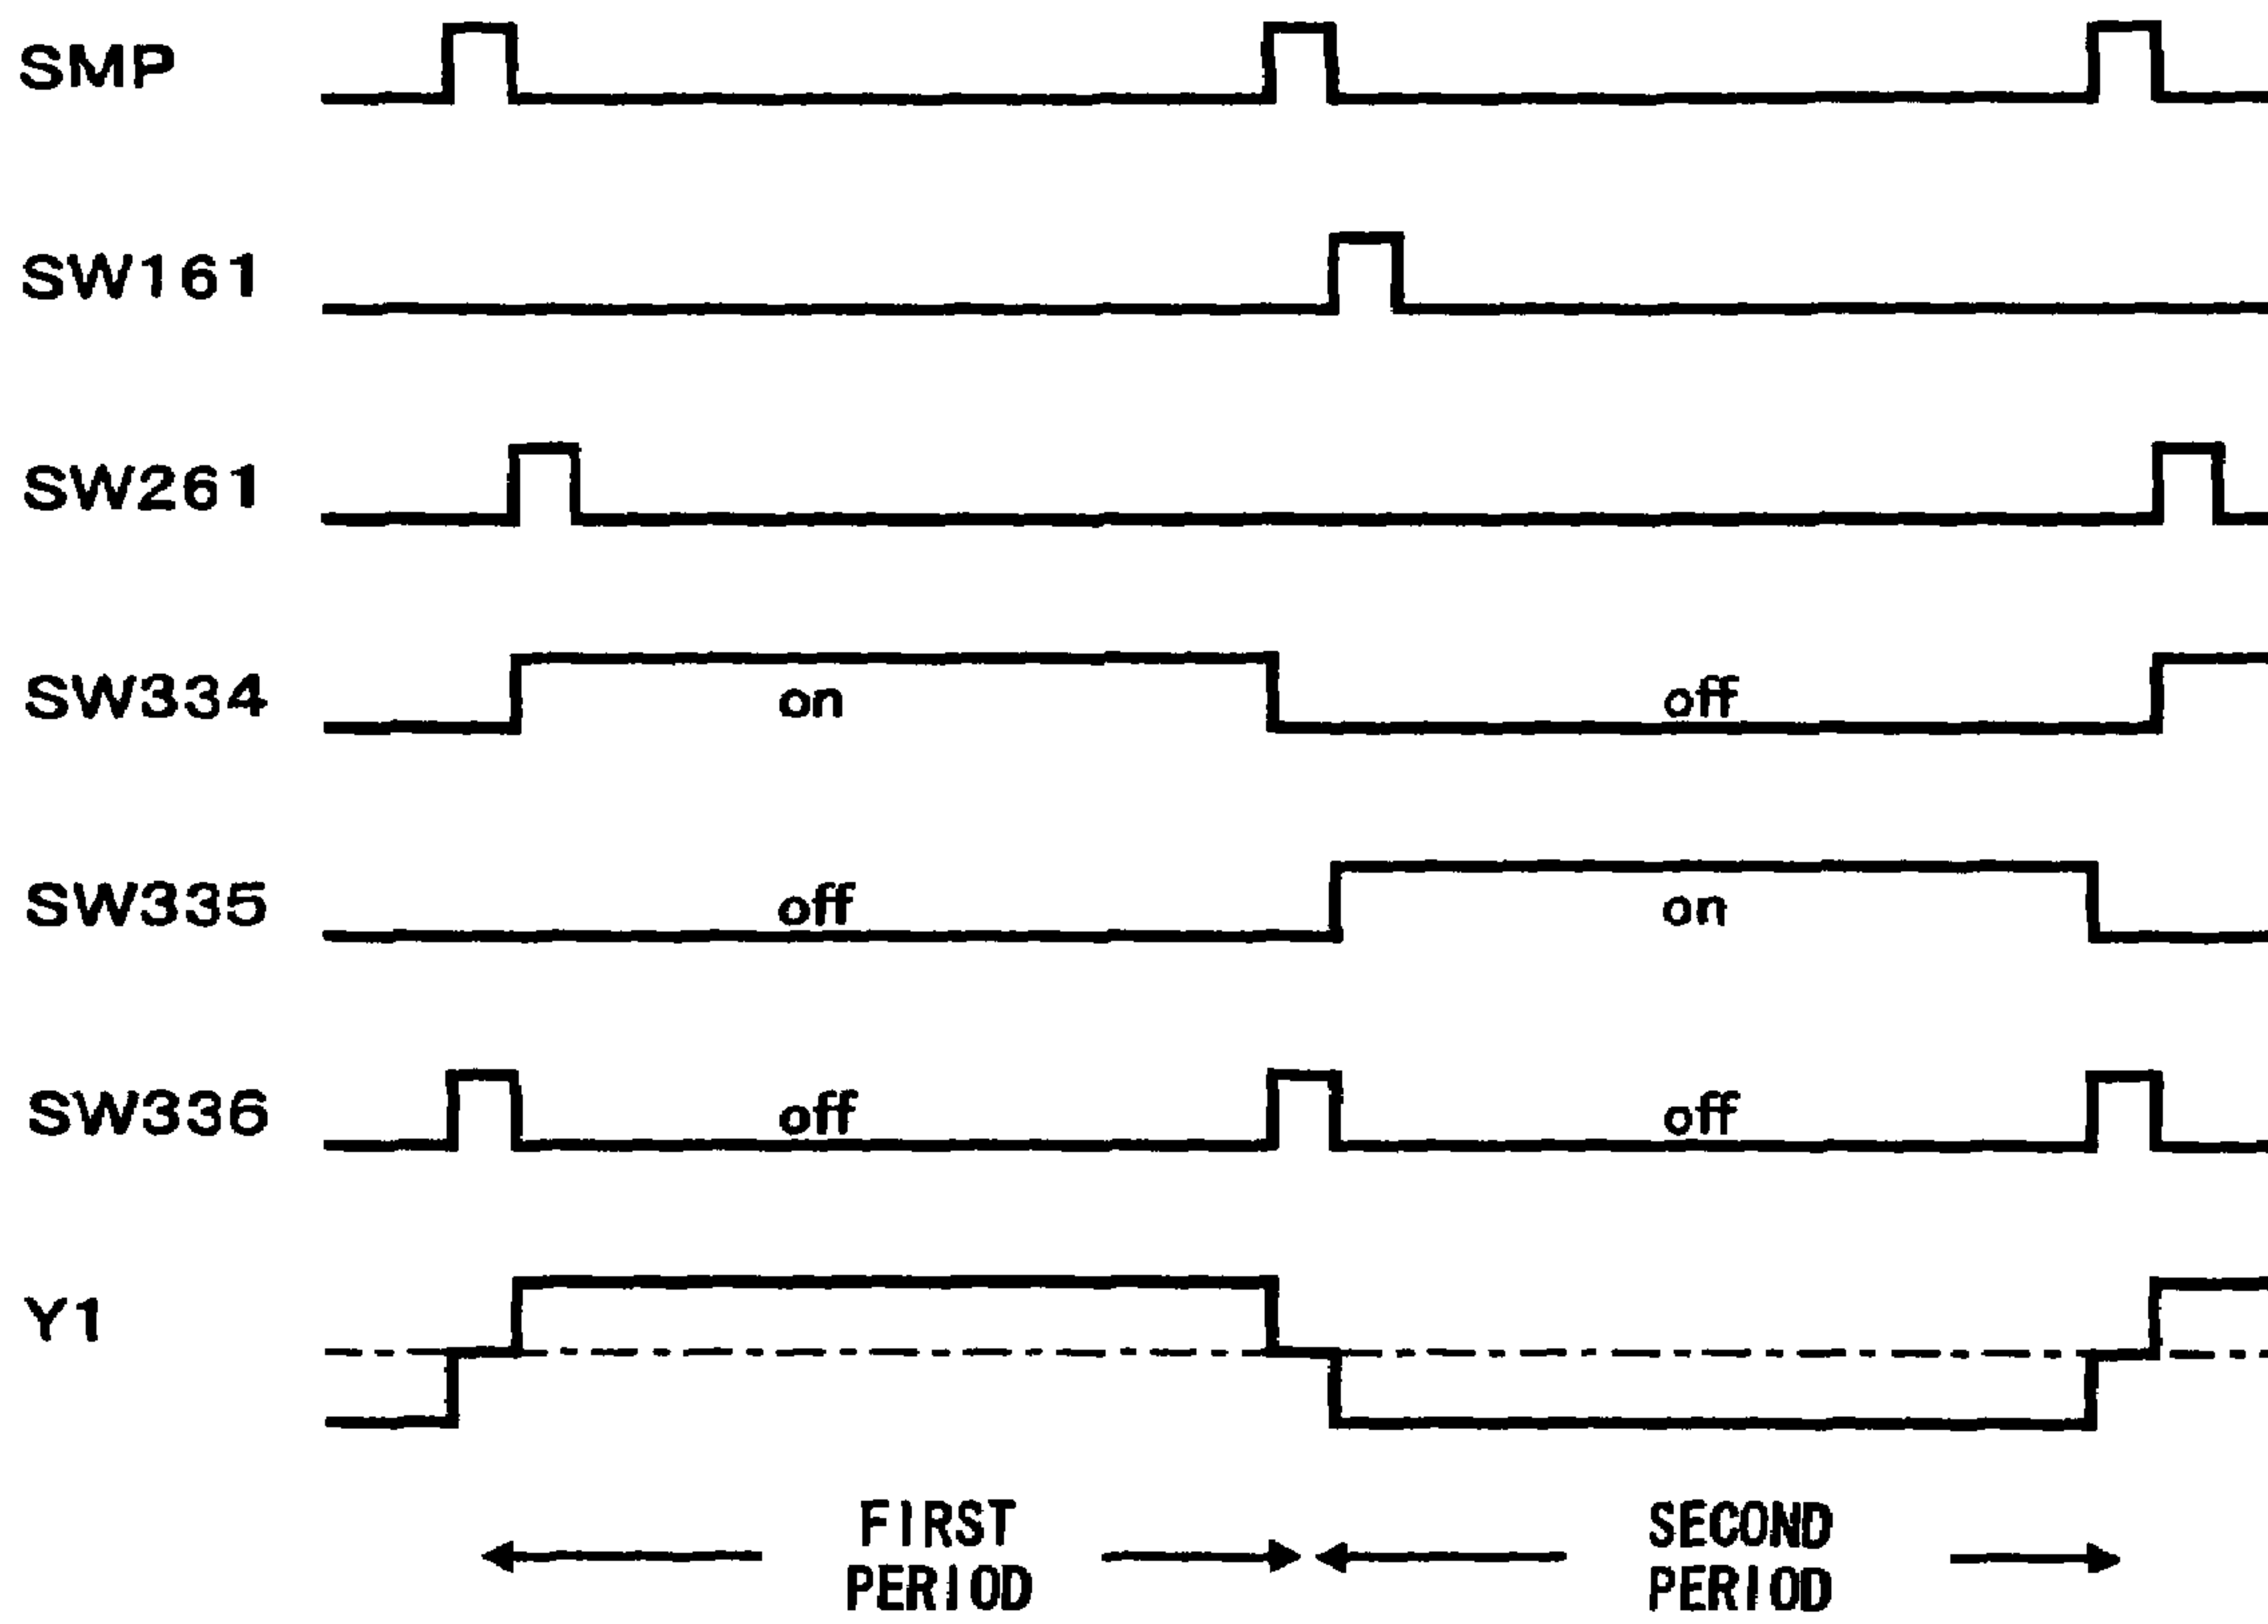 SMP
SW161
SW261
SW334
on
off
SW335
off
on
SW336
off
off
Y1
FIRST
PERIOD
SECOND
PERIOD